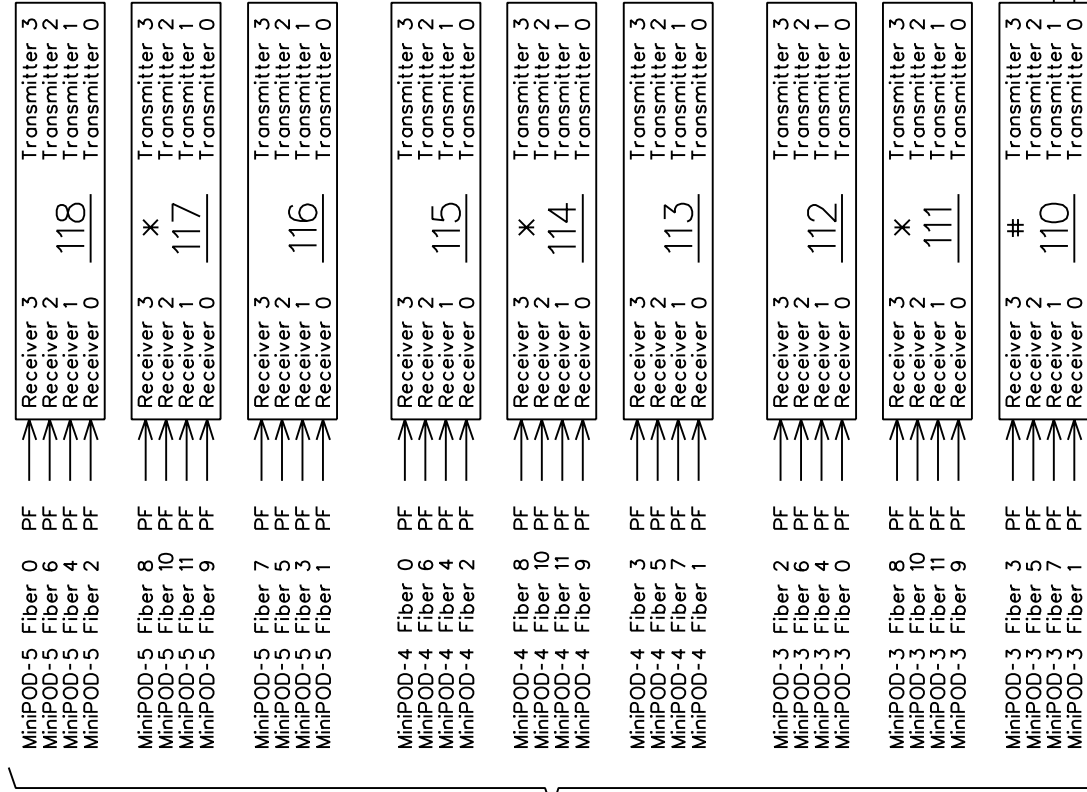 MiniPOD-5 Fiber 0 PF Receiver 3 Transmitter 3
MiniPOD-5 Fiber 6 PF Receiver 2 Transmitter 2
MiniPOD-5 Fiber 4 PF Receiver 1 Transmitter 1
MiniPOD-5 Fiber 2 PF Receiver 0 Transmitter 0
118
MiniPOD-5 Fiber 8 PF Receiver 3 Transmitter 3
MiniPOD-5 Fiber 10 PF Receiver 2 Transmitter 2
MiniPOD-5 Fiber 11 PF Receiver 1 Transmitter 1
MiniPOD-5 Fiber 9 PF Receiver 0 Transmitter 0
*
117
MiniPOD-5 Fiber 7 PF Receiver 3 Transmitter 3
MiniPOD-5 Fiber 5 PF Receiver 2 Transmitter 2
MiniPOD-5 Fiber 3 PF Receiver 1 Transmitter 1
MiniPOD-5 Fiber 1 PF Receiver 0 Transmitter 0
116
MiniPOD-4 Fiber 0 PF Receiver 3 Transmitter 3
MiniPOD-4 Fiber 6 PF Receiver 2 Transmitter 2
MiniPOD-4 Fiber 4 PF Receiver 1 Transmitter 1
MiniPOD-4 Fiber 2 PF Receiver 0 Transmitter 0
115
MiniPOD-4 Fiber 8 PF Receiver 3 Transmitter 3
MiniPOD-4 Fiber 10 PF Receiver 2 Transmitter 2
MiniPOD-4 Fiber 11 PF Receiver 1 Transmitter 1
MiniPOD-4 Fiber 9 PF Receiver 0 Transmitter 0
*
114
MiniPOD-4 Fiber 3 PF Receiver 3 Transmitter 3
MiniPOD-4 Fiber 5 PF Receiver 2 Transmitter 2
MiniPOD-4 Fiber 7 PF Receiver 1 Transmitter 1
MiniPOD-4 Fiber 1 PF Receiver 0 Transmitter 0
113
MiniPOD-3 Fiber 2 PF Receiver 3 Transmitter 3
MiniPOD-3 Fiber 6 PF Receiver 2 Transmitter 2
MiniPOD-3 Fiber 4 PF Receiver 1 Transmitter 1
MiniPOD-3 Fiber 0 PF Receiver 0 Transmitter 0
112
MiniPOD-3 Fiber 8 PF Receiver 3 Transmitter 3
MiniPOD-3 Fiber 10 PF Receiver 2 Transmitter 2
MiniPOD-3 Fiber 11 PF Receiver 1 Transmitter 1
MiniPOD-3 Fiber 9 PF Receiver 0 Transmitter 0
*
111
MiniPOD-3 Fiber 3 PF Receiver 3 Transmitter 3
MiniPOD-3 Fiber 5 PF Receiver 2 Transmitter 2
MiniPOD-3 Fiber 7 PF Receiver 1 Transmitter 1
MiniPOD-3 Fiber 1 PF Receiver 0 Transmitter 0
#
110